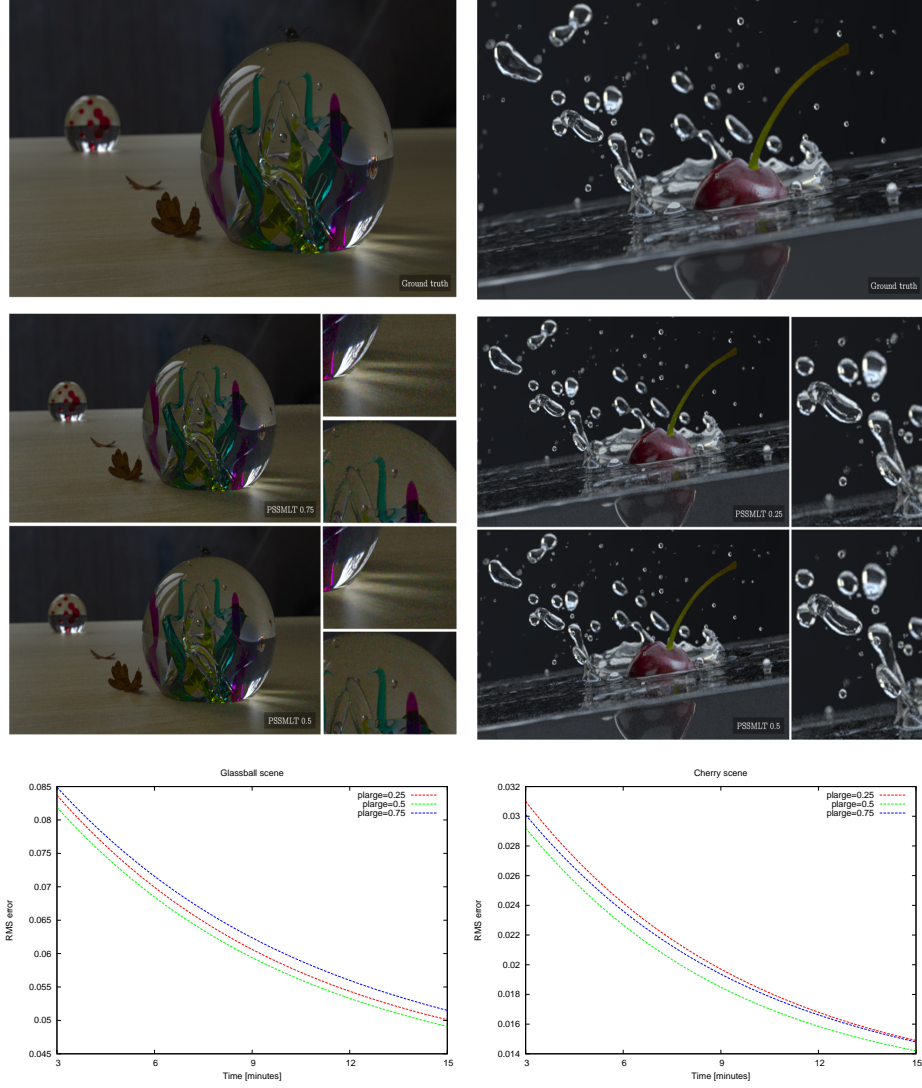 Ground truth
Ground truth
PSSMLT 0.75
PSSMLT 0.25
PSSMLT 0.5
PSSMLT 0.5
Glassball scene
plarge=0.25
plarge=0.5
plarge=0.75
0.085
0.08
0.075
0.07
0.065
0.06
0.055
0.05
0.045
RMS error
3
6
9
12
15
Time [minutes]
Cherry scene
plarge=0.25
plarge=0.5
plarge=0.75
0.032
0.03
0.028
0.026
0.024
0.022
0.02
0.018
0.016
0.014
RMS error
3
6
9
12
15
Time [minutes]